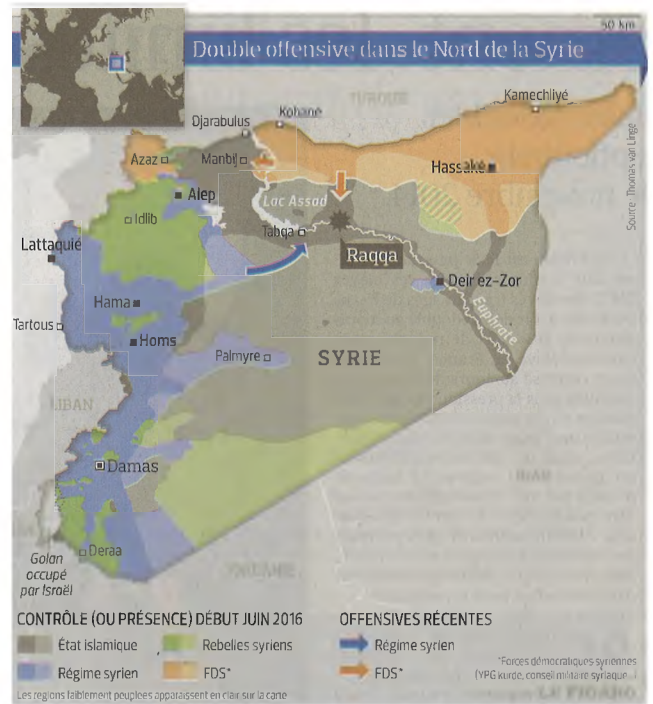 50 km
Double offensive dans le Nord de la Syrie
TURQUIE
Kamechliyé
Kobané
Djarabulus
Azaz
Manbij
Hassaké
Source : Thomas van Linge
Alep
Lac Assad
Idlib
Tabqa
Lattaquié
Raqqa
Hama
Deir ez-Zor
Euphrate
Tartous
Homs
Palmyre
SYRIE
LIBAN
IRAK
Damas
Deraa
JORDANIE
Golan
occupé
par Israël
CONTRÔLE (OU PRÉSENCE) DÉBUT JUIN 2016
OFFENSIVES RÉCENTES
État islamique
Rebelles syriens
Régime syrien
Régime syrien
FDS*
FDS*
*Forces démocratiques syriennes
(YPG kurde, conseil militaire syriaque...)
Les régions faiblement peuplées apparaissent en clair sur la carte
LE FIGARO